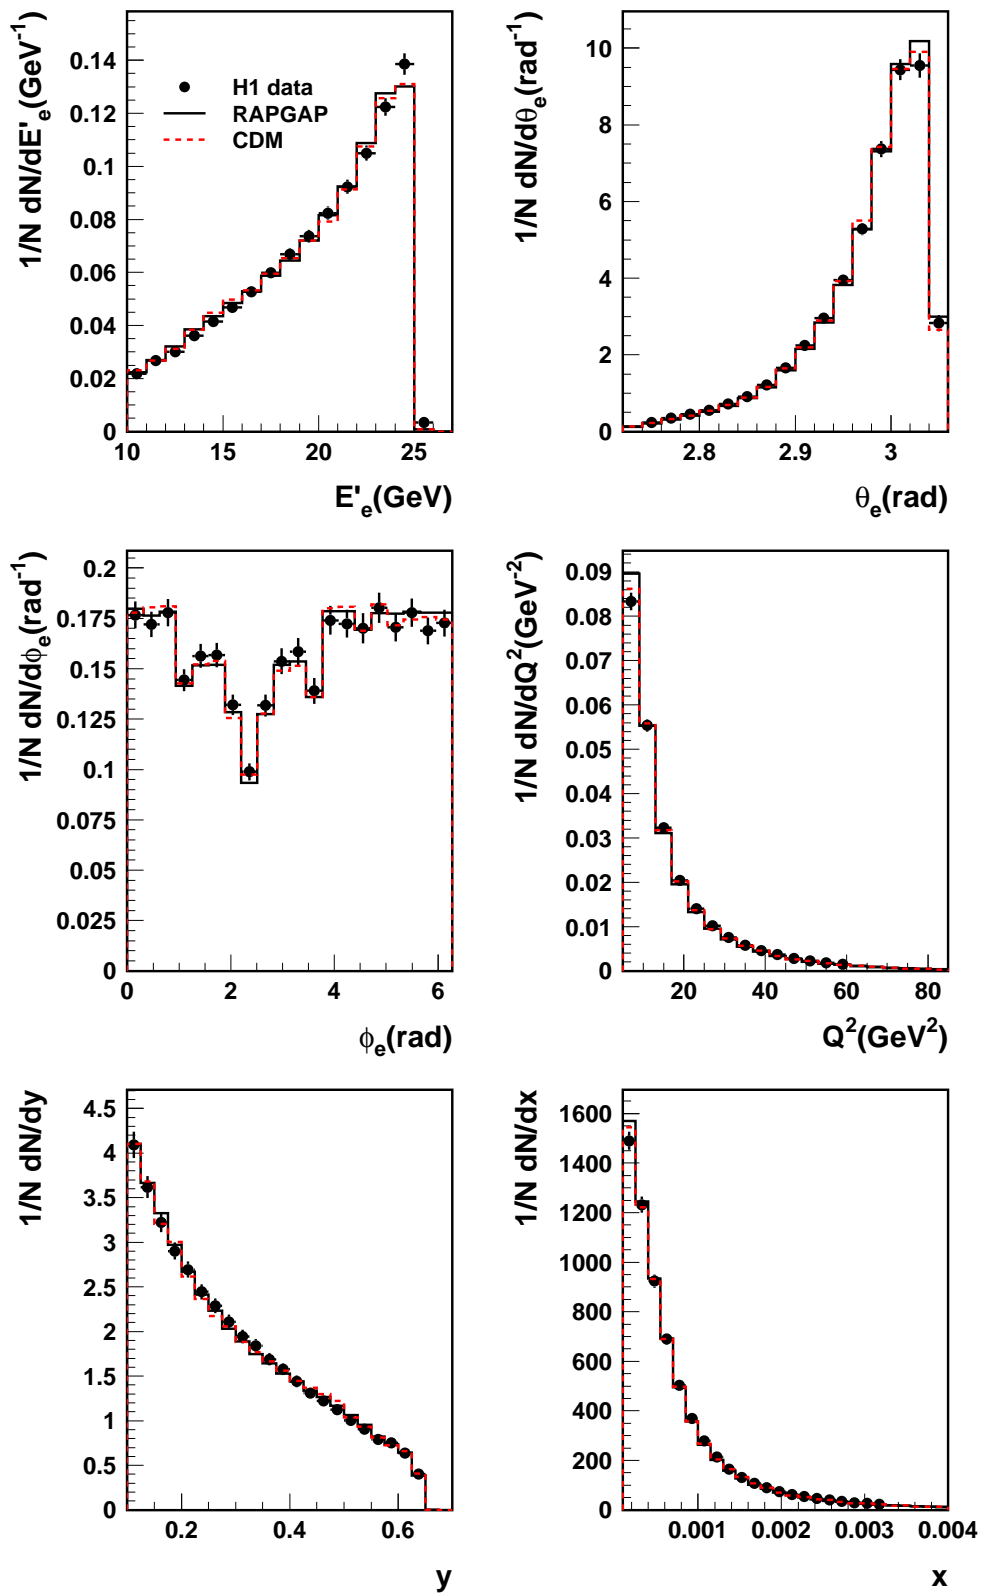 1/N dN/dE'e(GeV-1)
0.14
0.12
0.1
0.08
0.06
0.04
0.02
0
H1 data
RAPGAP
CDM
10 15 20 25
E'e(GeV)
1/N dN/dθe(rad-1)
10
8
6
4
2
0
2.8 2.9 3
θe(rad)
1/N dN/dϕe(rad-1)
0.2
0.175
0.15
0.125
0.1
0.075
0.05
0.025
0
0 2 4 6
ϕe(rad)
1/N dN/dQ2(GeV-2)
0.09
0.08
0.07
0.06
0.05
0.04
0.03
0.02
0.01
0
20 40 60 80
Q2(GeV2)
1/N dN/dy
4.5
4
3.5
3
2.5
2
1.5
1
0.5
0
0.2 0.4 0.6
y
1/N dN/dx
1600
1400
1200
1000
800
600
400
200
0
0.001 0.002 0.003 0.004
x